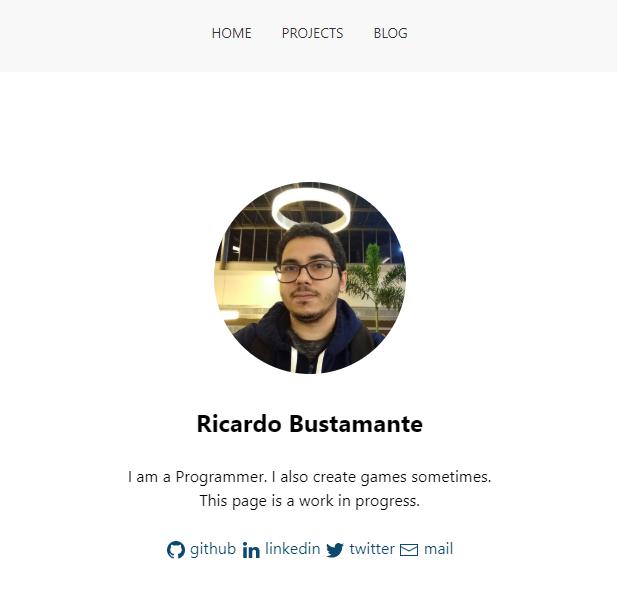 HOME PROJECTS BLOG
Ricardo Bustamante
I am a Programmer. I also create games sometimes.
This page is a work in progress.
github linkedin twitter mail